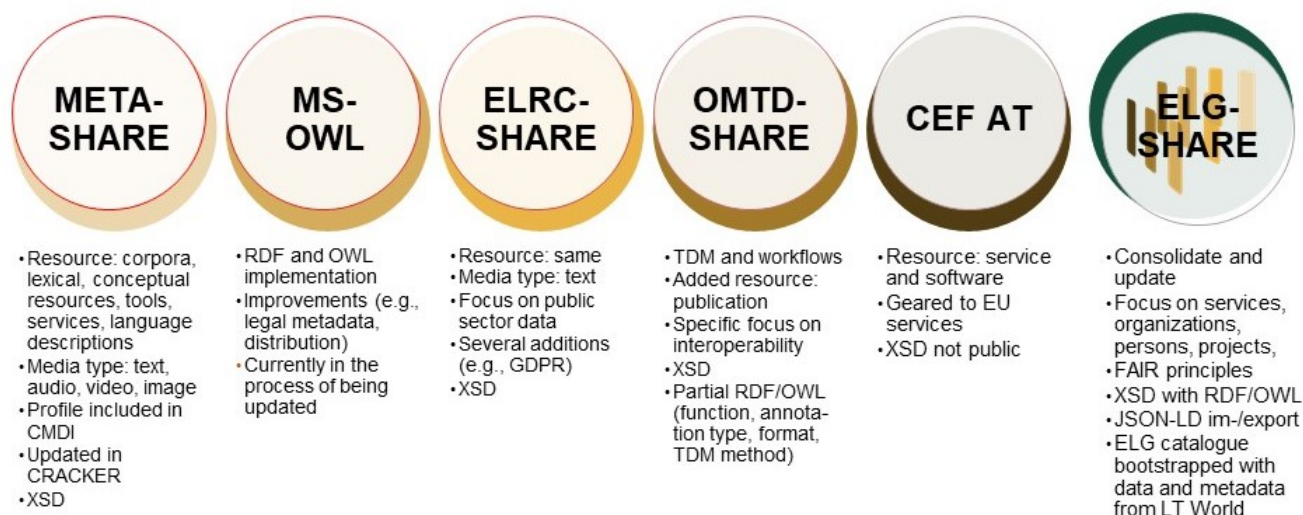 META-
SHARE
• Resource: corpora,
lexical, conceptual
resources, tools,
services, language
descriptions
• Media type: text,
audio, video, image
• Profile included in
CMDI
• Updated in
CRACKER
• XSD
MS-
OWL
• RDF and OWL
implementation
• Improvements (e.g.,
legal metadata,
distribution)
• Currently in the
process of being
updated
ELRC-
SHARE
• Resource: same
• Media type: text
• Focus on public
sector data
• Several additions
(e.g., GDPR)
• XSD
OMTD-
SHARE
• TDM and workflows
• Added resource:
publication
• Specific focus on
interoperability
• XSD
• Partial RDF/OWL
(function, annota-
tion type, format,
TDM method)
CEF AT
• Resource: service
and software
• Geared to EU
services
• XSD not public
ELG-
SHARE
• Consolidate and
update
• Focus on services,
organizations,
persons, projects,
• FAIR principles
• XSD with RDF/OWL
• JSON-LD im-/export
• ELG catalogue
bootstrapped with
data and metadata
from LT World